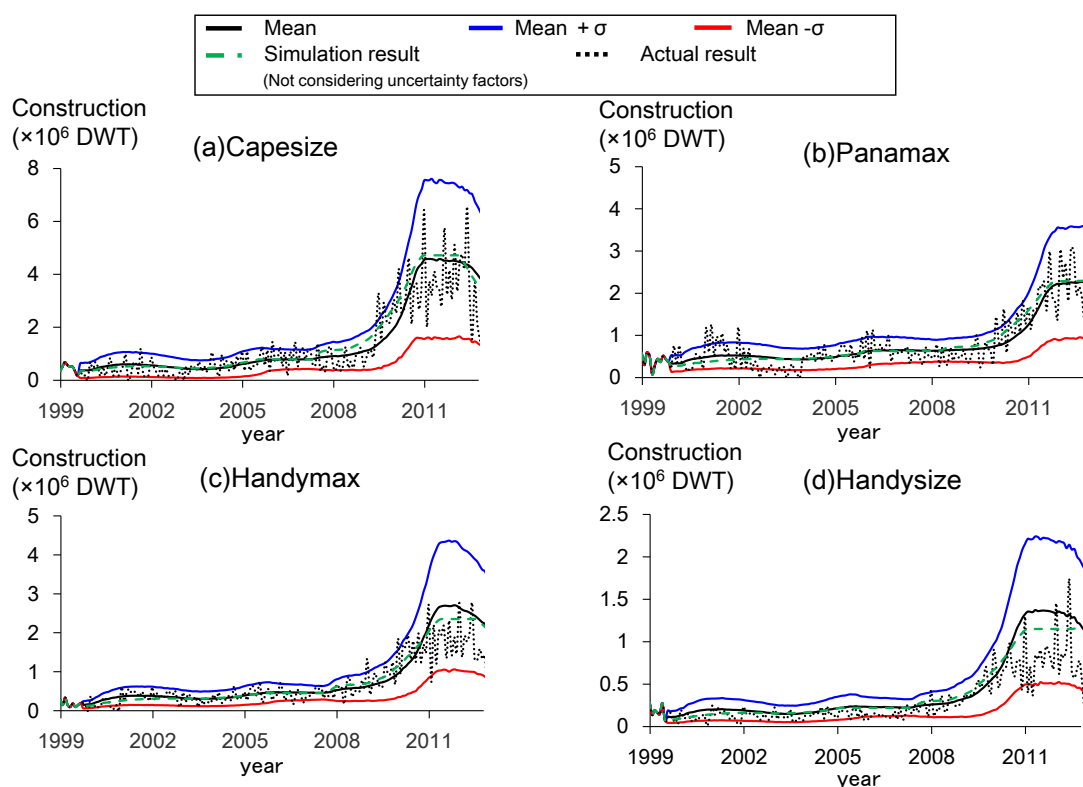 Mean
Mean + σ
Mean -σ
Simulation result
Actual result
(Not considering uncertainty factors)
Construction
(×10⁶ DWT)
(a)Capesize
8
6
4
2
0
1999 2002 2005 2008 2011
year
Construction
(×10⁶ DWT)
(b)Panamax
5
4
3
2
1
0
1999 2002 2005 2008 2011
year
Construction
(×10⁶ DWT)
(c)Handymax
5
4
3
2
1
0
1999 2002 2005 2008 2011
year
Construction
(×10⁶ DWT)
(d)Handysize
2.5
2
1.5
1
0.5
0
1999 2002 2005 2008 2011
year